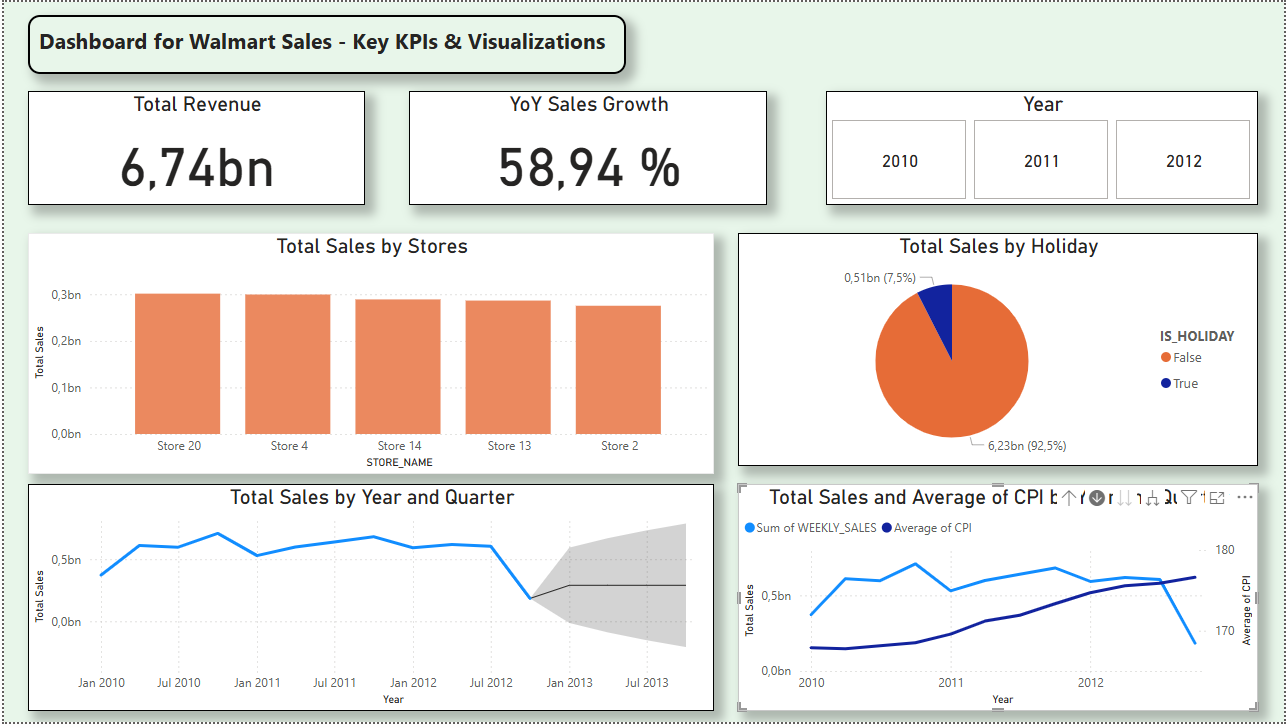 Dashboard for Walmart Sales - Key KPIs & Visualizations
Total Revenue
6,74bn
YoY Sales Growth
58,94 %
Year
2010
2011
2012
Total Sales by Stores
Total Sales
0,3bn
0,2bn
0,1bn
0,0bn
Store 20
Store 4
Store 14
Store 13
Store 2
STORE_NAME
Total Sales by Holiday
0,51bn (7,5%)
6,23bn (92,5%)
IS_HOLIDAY
False
True
Total Sales by Year and Quarter
Total Sales
0,5bn
0,0bn
Jan 2010
Jul 2010
Jan 2011
Jul 2011
Jan 2012
Jul 2012
Jan 2013
Jul 2013
Year
Total Sales and Average of CPI
Sum of WEEKLY_SALES
Average of CPI
Total Sales
0,5bn
0,0bn
180
170
Average of CPI
2010
2011
2012
Year